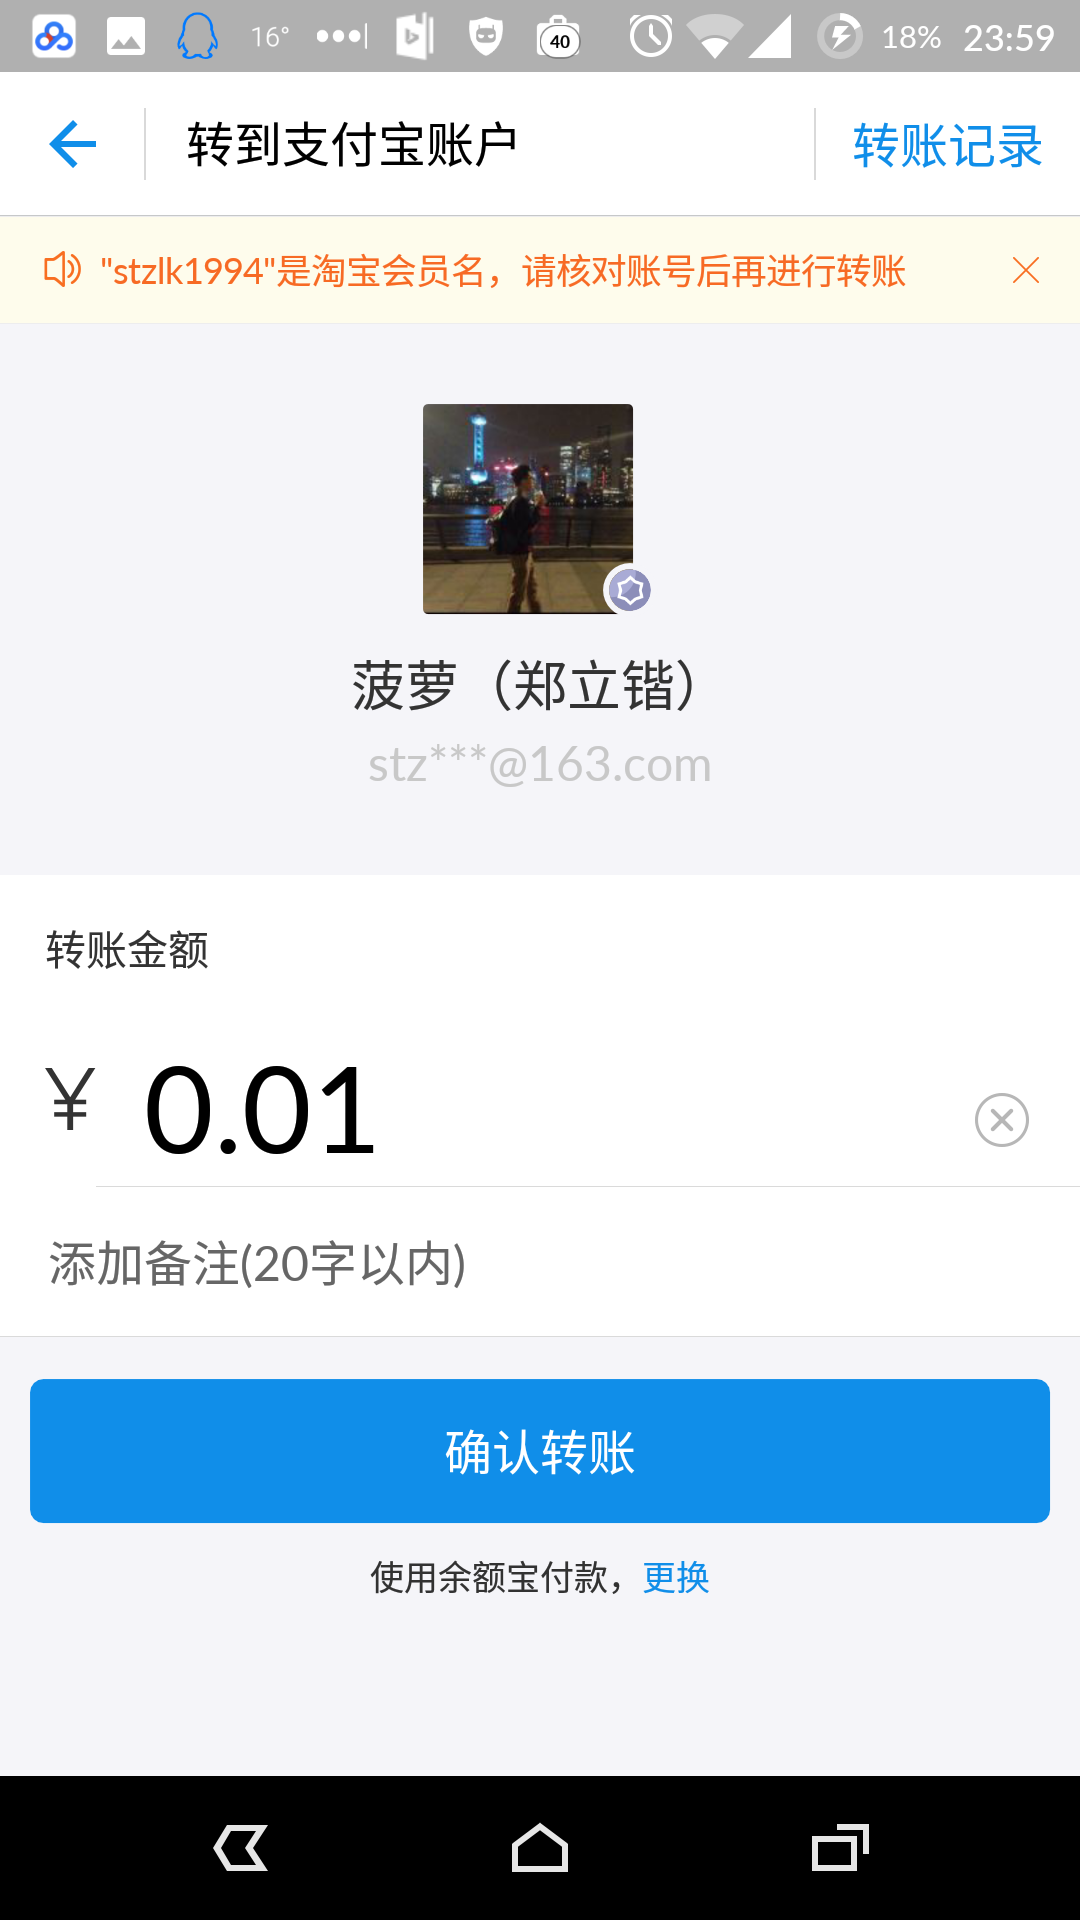 16° 40 18% 23:59
转到支付宝账户 转账记录
"stzlk1994"是淘宝会员名，请核对账号后再进行转账
菠萝（郑立锴）
stz***@163.com
转账金额
¥ 0.01
添加备注(20字以内)
确认转账
使用余额宝付款，更换